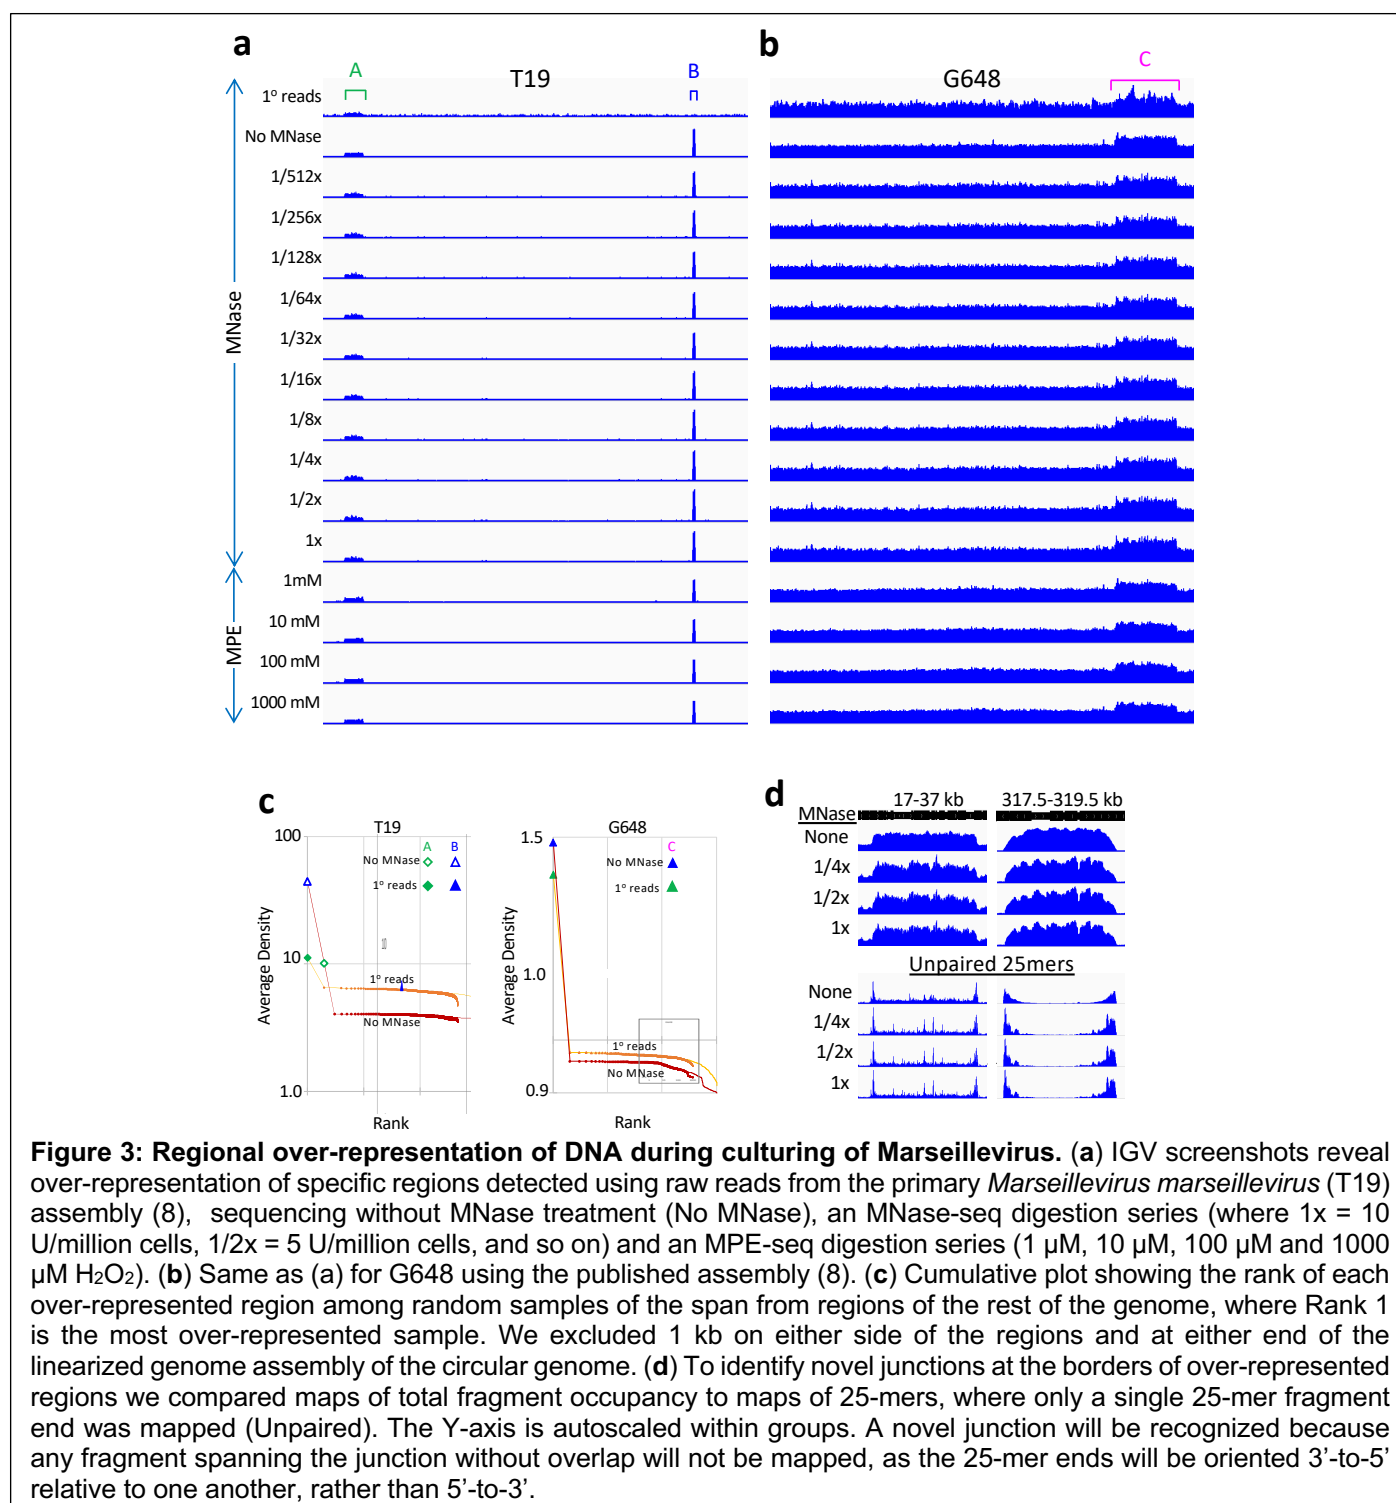 a
b
A
T19
B
G648
C
1º reads
No MNase
1/512x
1/256x
1/128x
1/64x
1/32x
1/16x
1/8x
1/4x
1/2x
1x
MNase
1mM
10 mM
100 mM
1000 mM
MPE
c
T19
A B
No MNase
1º reads
100
10
1.0
Average Density
1º reads
No MNase
Rank
G648
C
No MNase
1º reads
1.5
1.0
0.9
Average Density
1º reads
No MNase
Rank
d
17-37 kb
317.5-319.5 kb
MNase
None
1/4x
1/2x
1x
Unpaired 25mers
None
1/4x
1/2x
1x
Figure 3: Regional over-representation of DNA during culturing of Marseillevirus. (a) IGV screenshots reveal
over-representation of specific regions detected using raw reads from the primary Marseillevirus marseillevirus (T19)
assembly (8), sequencing without MNase treatment (No MNase), an MNase-seq digestion series (where 1x = 10
U/million cells, 1/2x = 5 U/million cells, and so on) and an MPE-seq digestion series (1 µM, 10 µM, 100 µM and 1000
µM H₂O₂). (b) Same as (a) for G648 using the published assembly (8). (c) Cumulative plot showing the rank of each
over-represented region among random samples of the span from regions of the rest of the genome, where Rank 1
is the most over-represented sample. We excluded 1 kb on either side of the regions and at either end of the
linearized genome assembly of the circular genome. (d) To identify novel junctions at the borders of over-represented
regions we compared maps of total fragment occupancy to maps of 25-mers, where only a single 25-mer fragment
end was mapped (Unpaired). The Y-axis is autoscaled within groups. A novel junction will be recognized because
any fragment spanning the junction without overlap will not be mapped, as the 25-mer ends will be oriented 3’-to-5’
relative to one another, rather than 5’-to-3’.